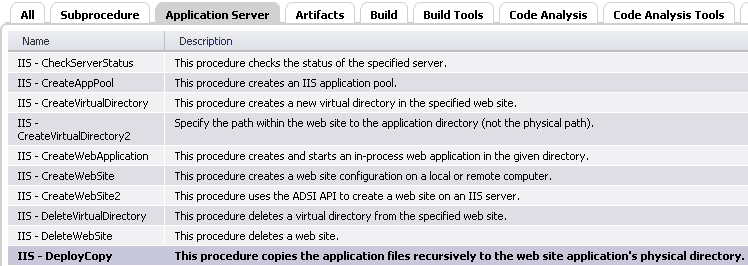 All Subprocedure Application Server Artifacts Build Build Tools Code Analysis Code Analysis Tools
Name Description
IIS - CheckServerStatus This procedure checks the status of the specified server.
IIS - CreateAppPool This procedure creates an IIS application pool.
IIS - CreateVirtualDirectory This procedure creates a new virtual directory in the specified web site.
IIS - Specify the path within the web site to the application directory (not the physical path).
CreateVirtualDirectory2
IIS - CreateWebApplication This procedure creates and starts an in-process web application in the given directory.
IIS - CreateWebSite This procedure creates a web site configuration on a local or remote computer.
IIS - CreateWebSite2 This procedure uses the ADSI API to create a web site on an IIS server.
IIS - DeleteVirtualDirectory This procedure deletes a virtual directory from the specified web site.
IIS - DeleteWebSite This procedure deletes a web site.
IIS - DeployCopy This procedure copies the application files recursively to the web site application's physical directory.